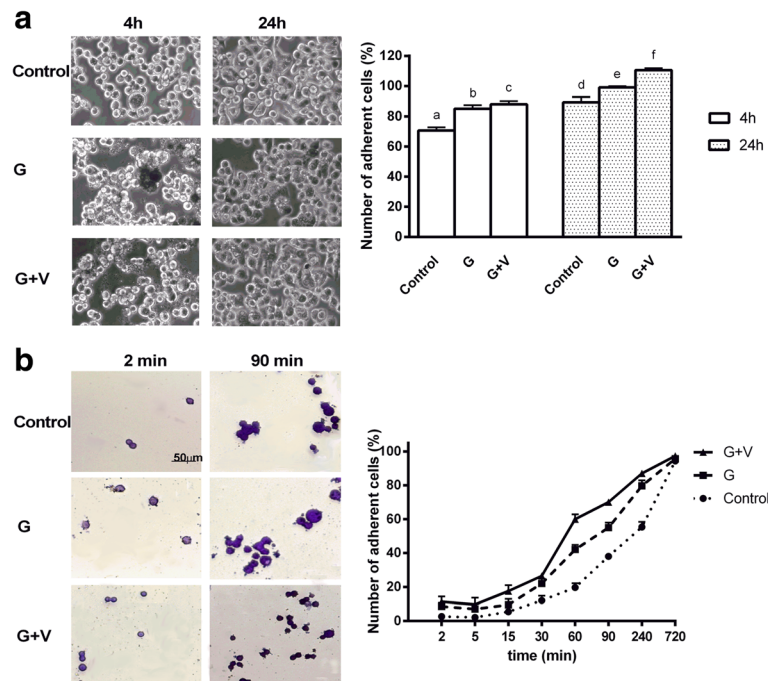 a
4h 24h
Control
G
G+V
Number of adherent cells (%)
120
100
80
60
40
20
0
a b c d e f
Control G G+V Control G G+V
4h
24h
b
2 min 90 min
Control
50µm
G
G+V
Number of adherent cells (%)
100
80
60
40
20
0
2 5 15 30 60 90 240 720
time (min)
G+V
G
Control